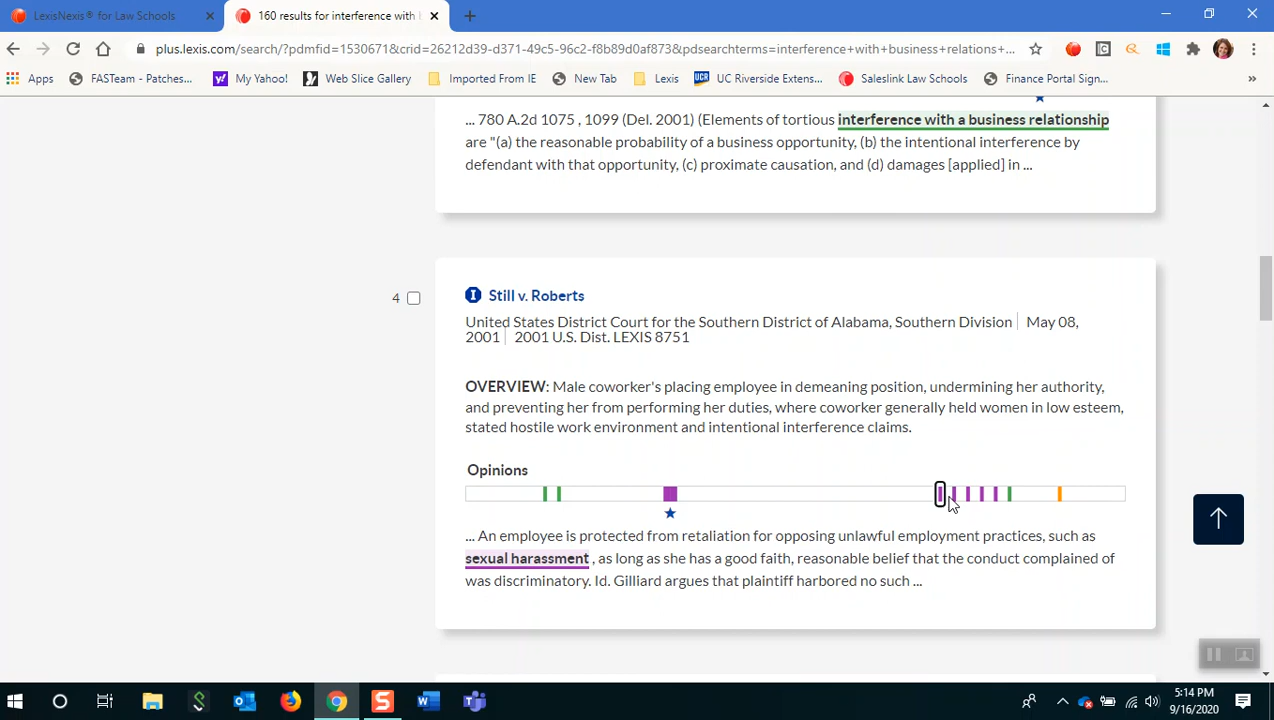 LexisNexis® for Law Schools
160 results for interference with
plus.lexis.com/search/?pdmfid=1530671&crid=26212d39-d371-49c5-96c2-f8b89d0af873&pdsearchterms=interference+with+business+relations+...
Apps
FASTeam - Patches...
My Yahoo!
Web Slice Gallery
Imported From IE
New Tab
Lexis
UCR
UC Riverside Exten...
Saleslink Law Schools
Finance Portal Sign...
»
... 780 A.2d 1075 , 1099 (Del. 2001) (Elements of tortious interference with a business relationship
are "(a) the reasonable probability of a business opportunity, (b) the intentional interference by
defendant with that opportunity, (c) proximate causation, and (d) damages [applied] in ...
4
Still v. Roberts
United States District Court for the Southern District of Alabama, Southern Division | May 08,
2001 | 2001 U.S. Dist. LEXIS 8751
OVERVIEW: Male coworker's placing employee in demeaning position, undermining her authority,
and preventing her from performing her duties, where coworker generally held women in low esteem,
stated hostile work environment and intentional interference claims.
Opinions
... An employee is protected from retaliation for opposing unlawful employment practices, such as
sexual harassment , as long as she has a good faith, reasonable belief that the conduct complained of
was discriminatory. Id. Gilliard argues that plaintiff harbored no such ...
5:14 PM
9/16/2020